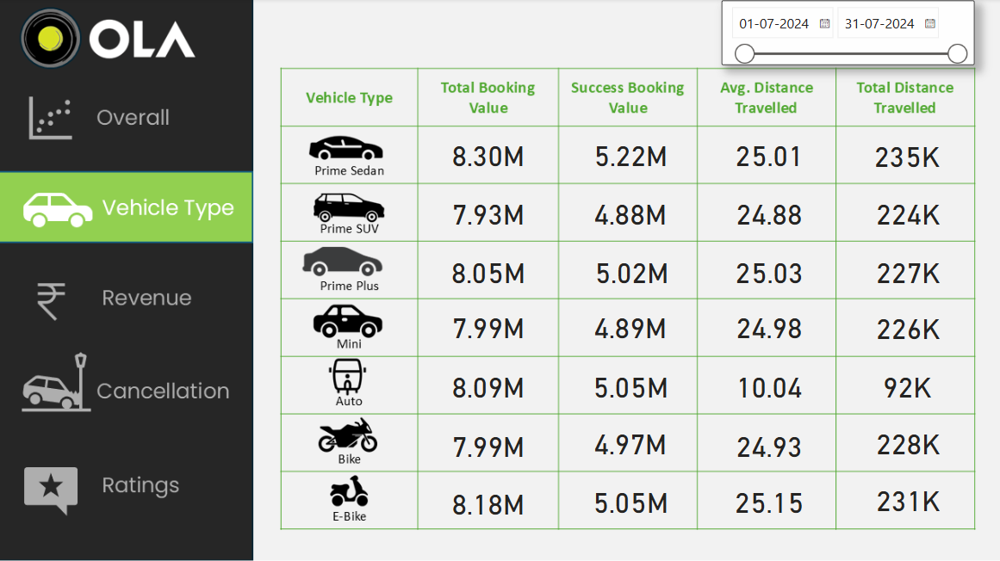 OLA
01-07-2024 31-07-2024
Overall
Vehicle Type
Revenue
Cancellation
Ratings
Vehicle Type Total Booking Value Success Booking Value Avg. Distance Travelled Total Distance Travelled
Prime Sedan 8.30M 5.22M 25.01 235K
Prime SUV 7.93M 4.88M 24.88 224K
Prime Plus 8.05M 5.02M 25.03 227K
Mini 7.99M 4.89M 24.98 226K
Auto 8.09M 5.05M 10.04 92K
Bike 7.99M 4.97M 24.93 228K
E-Bike 8.18M 5.05M 25.15 231K